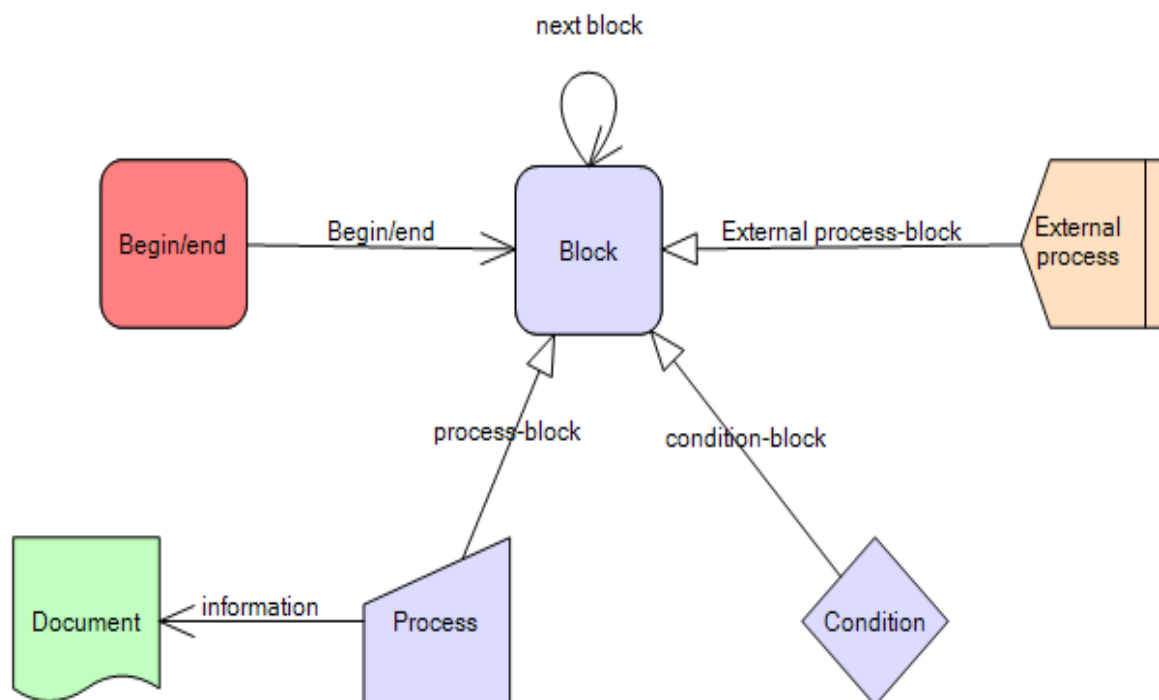 next block
Begin/end
Begin/end
Block
External process-block
External
process
process-block
condition-block
Document
information
Process
Condition